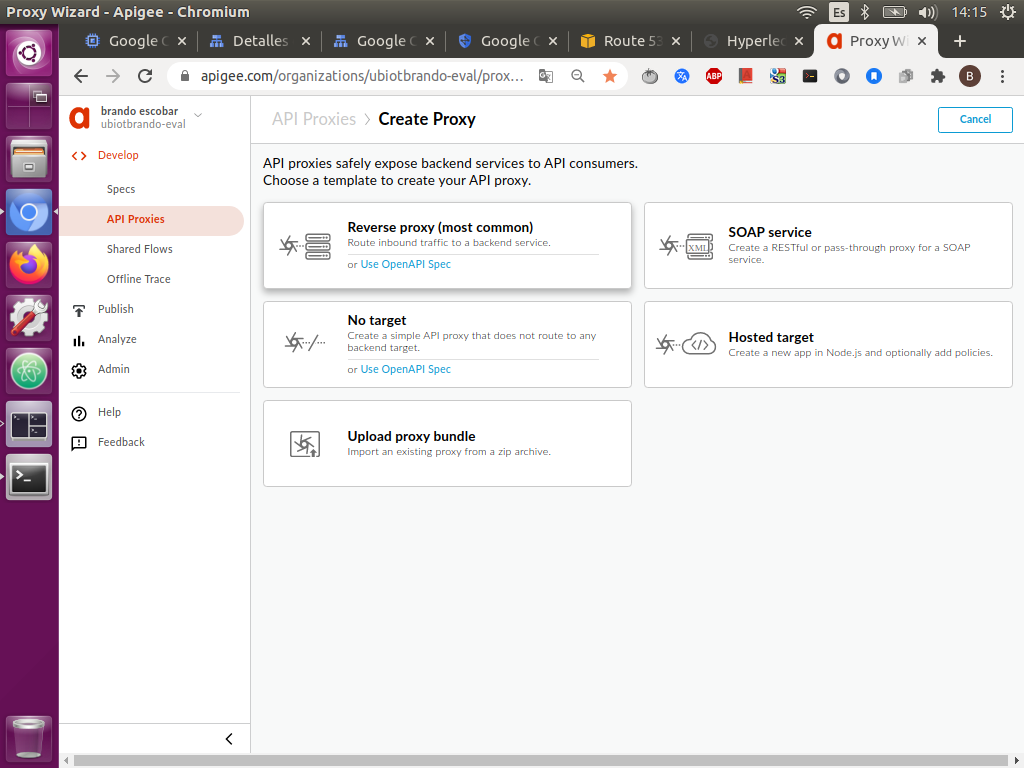 Proxy Wizard - Apigee - Chromium
Es
14:15
Google C
Detalles
Google C
Google C
Route 53
Hyperlec
Proxy Wi
apigee.com/organizations/ubiotbrando-eval/prox...
ABP
S3
B
a
brando escobar
ubiotbrando-eval
Develop
Specs
API Proxies
Shared Flows
Offline Trace
Publish
Analyze
Admin
Help
Feedback
API Proxies > Create Proxy
Cancel
API proxies safely expose backend services to API consumers.
Choose a template to create your API proxy.
Reverse proxy (most common)
Route inbound traffic to a backend service.
or Use OpenAPI Spec
XML
SOAP service
Create a RESTful or pass-through proxy for a SOAP
service.
No target
Create a simple API proxy that does not route to any
backend target.
or Use OpenAPI Spec
Hosted target
Create a new app in Node.js and optionally add policies.
Upload proxy bundle
Import an existing proxy from a zip archive.